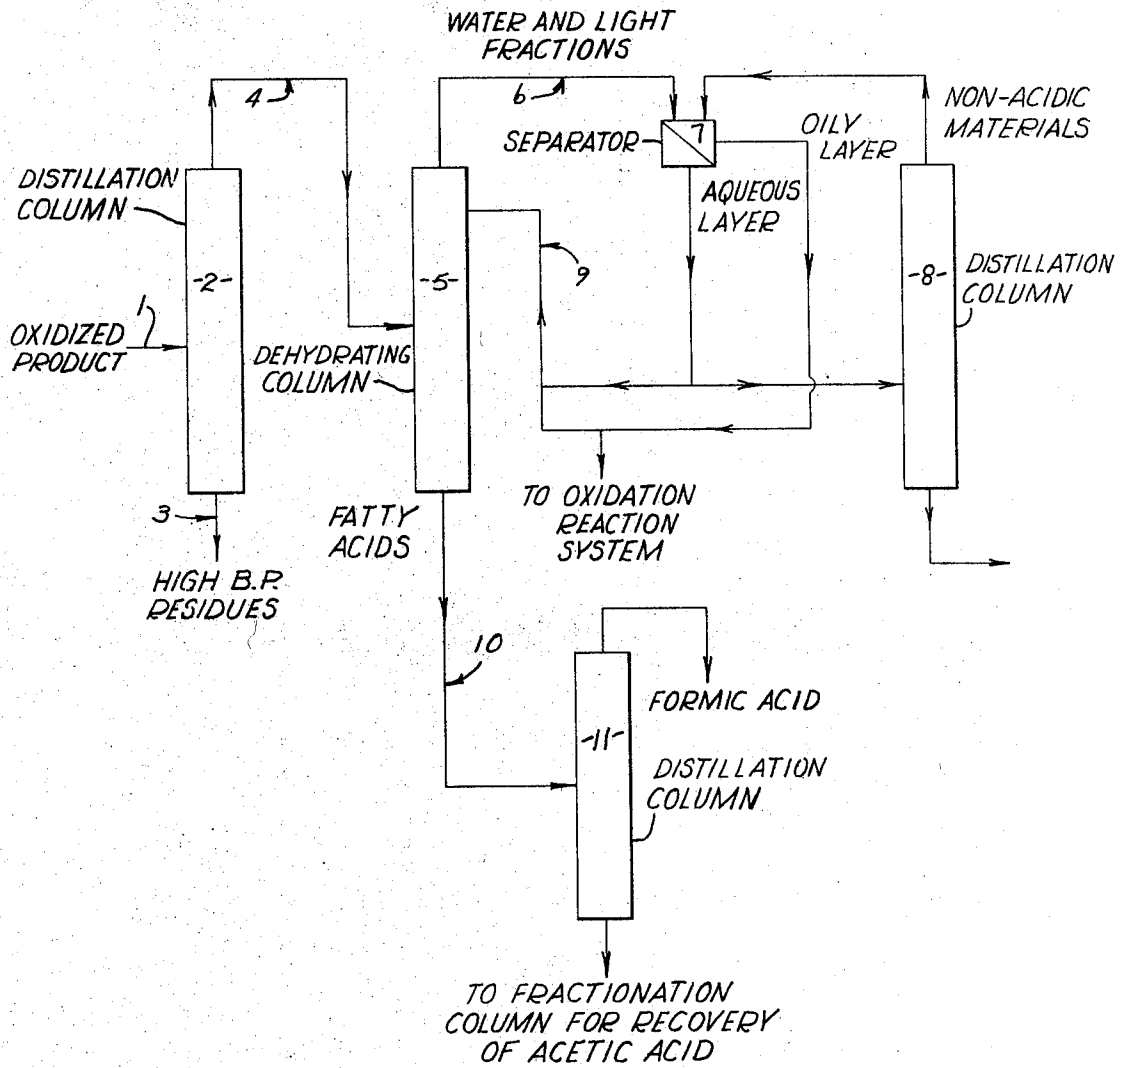 WATER AND LIGHT
FRACTIONS
4
6
NON-ACIDIC
MATERIALS
SEPARATOR
7
OILY
LAYER
DISTILLATION
COLUMN
AQUEOUS
LAYER
-2-
-5-
9
-8-
DISTILLATION
COLUMN
1
OXIDIZED
PRODUCT
DEHYDRATING
COLUMN
3
FATTY
ACIDS
TO OXIDATION
REACTION
SYSTEM
HIGH B.P.
RESIDUES
10
FORMIC ACID
-11-
DISTILLATION
COLUMN
TO FRACTIONATION
COLUMN FOR RECOVERY
OF ACETIC ACID